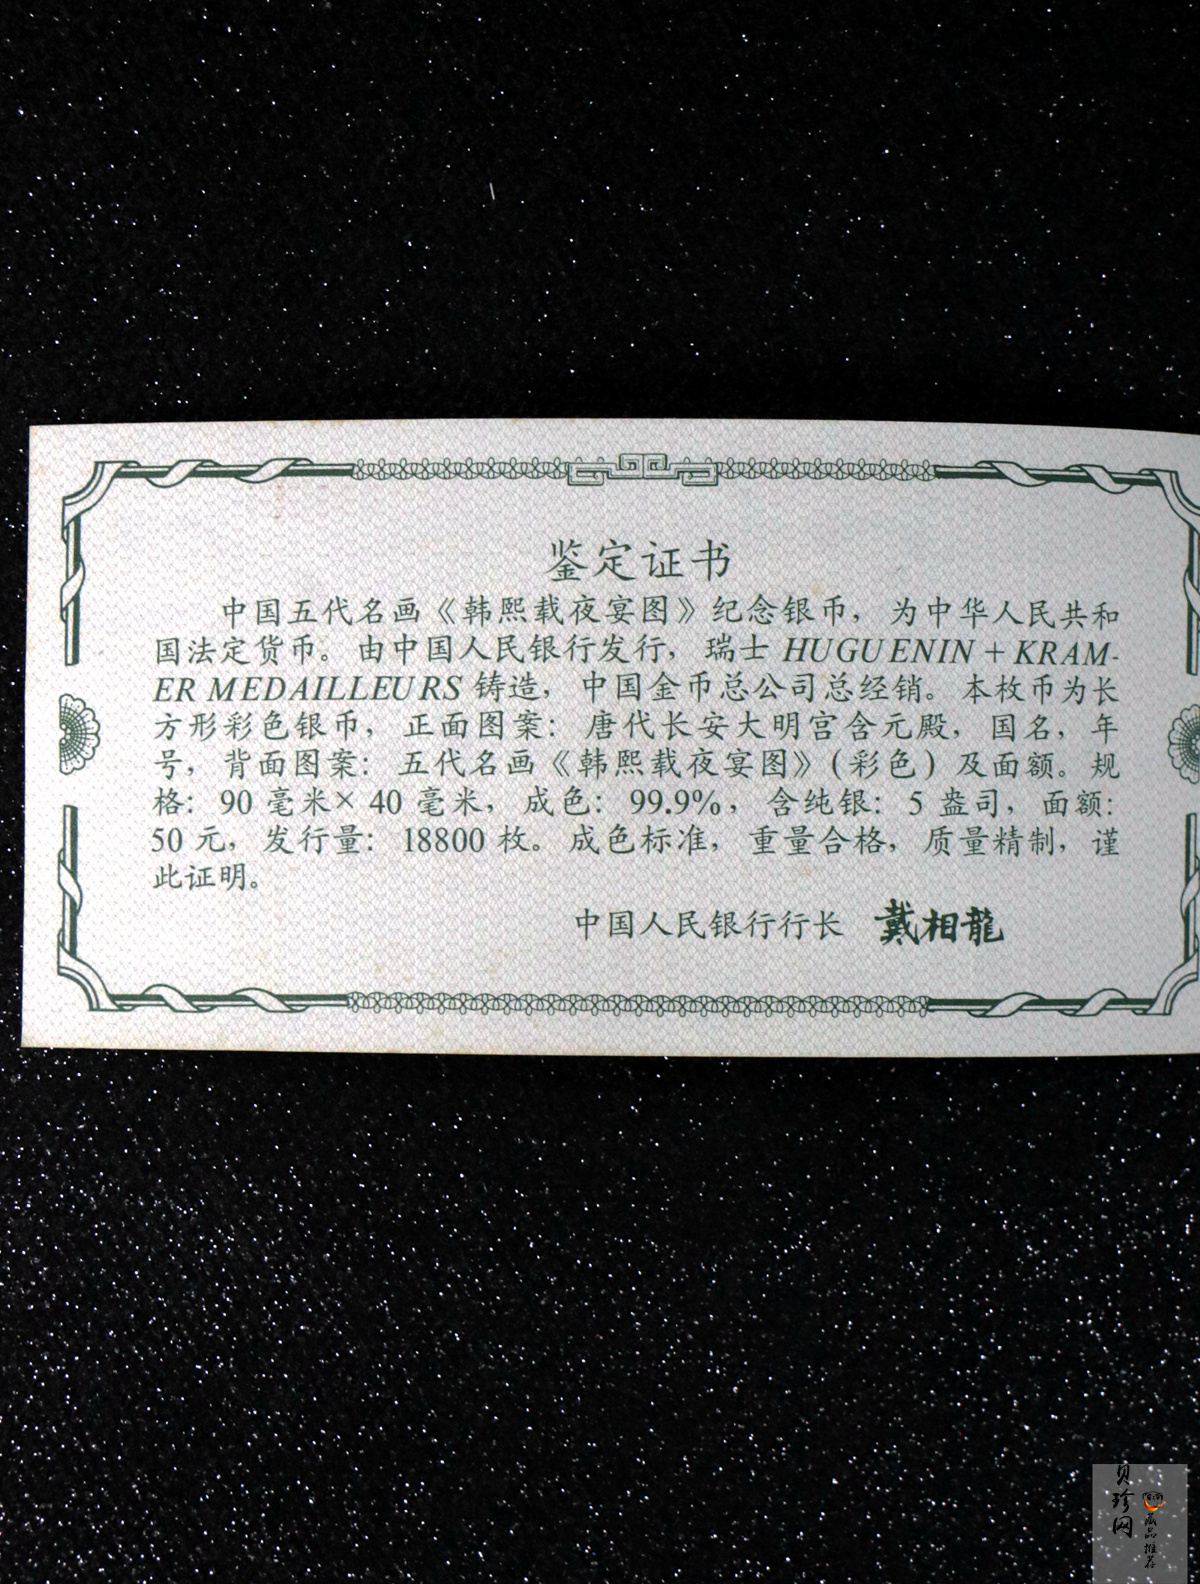 鉴定证书
中国五代名画《韩熙载夜宴图》纪念银币，为中华人民共和
国法定货币。由中国人民银行发行，瑞士 HUGUENIN + KRAM-
ER MEDAILLEURS 铸造，中国金币总公司总经销。本枚币为长
方形彩色银币，正面图案：唐代长安大明宫含元殿，国名，年
号，背面图案：五代名画《韩熙载夜宴图》（彩色）及面额。规
格：90 毫米× 40 毫米，成色：99.9%，含纯银：5 盎司，面额：
50 元，发行量：18800 枚。成色标准，重量合格，质量精制，谨
此证明。
中国人民银行行长 戴相龍
贝珍网
藏品推荐